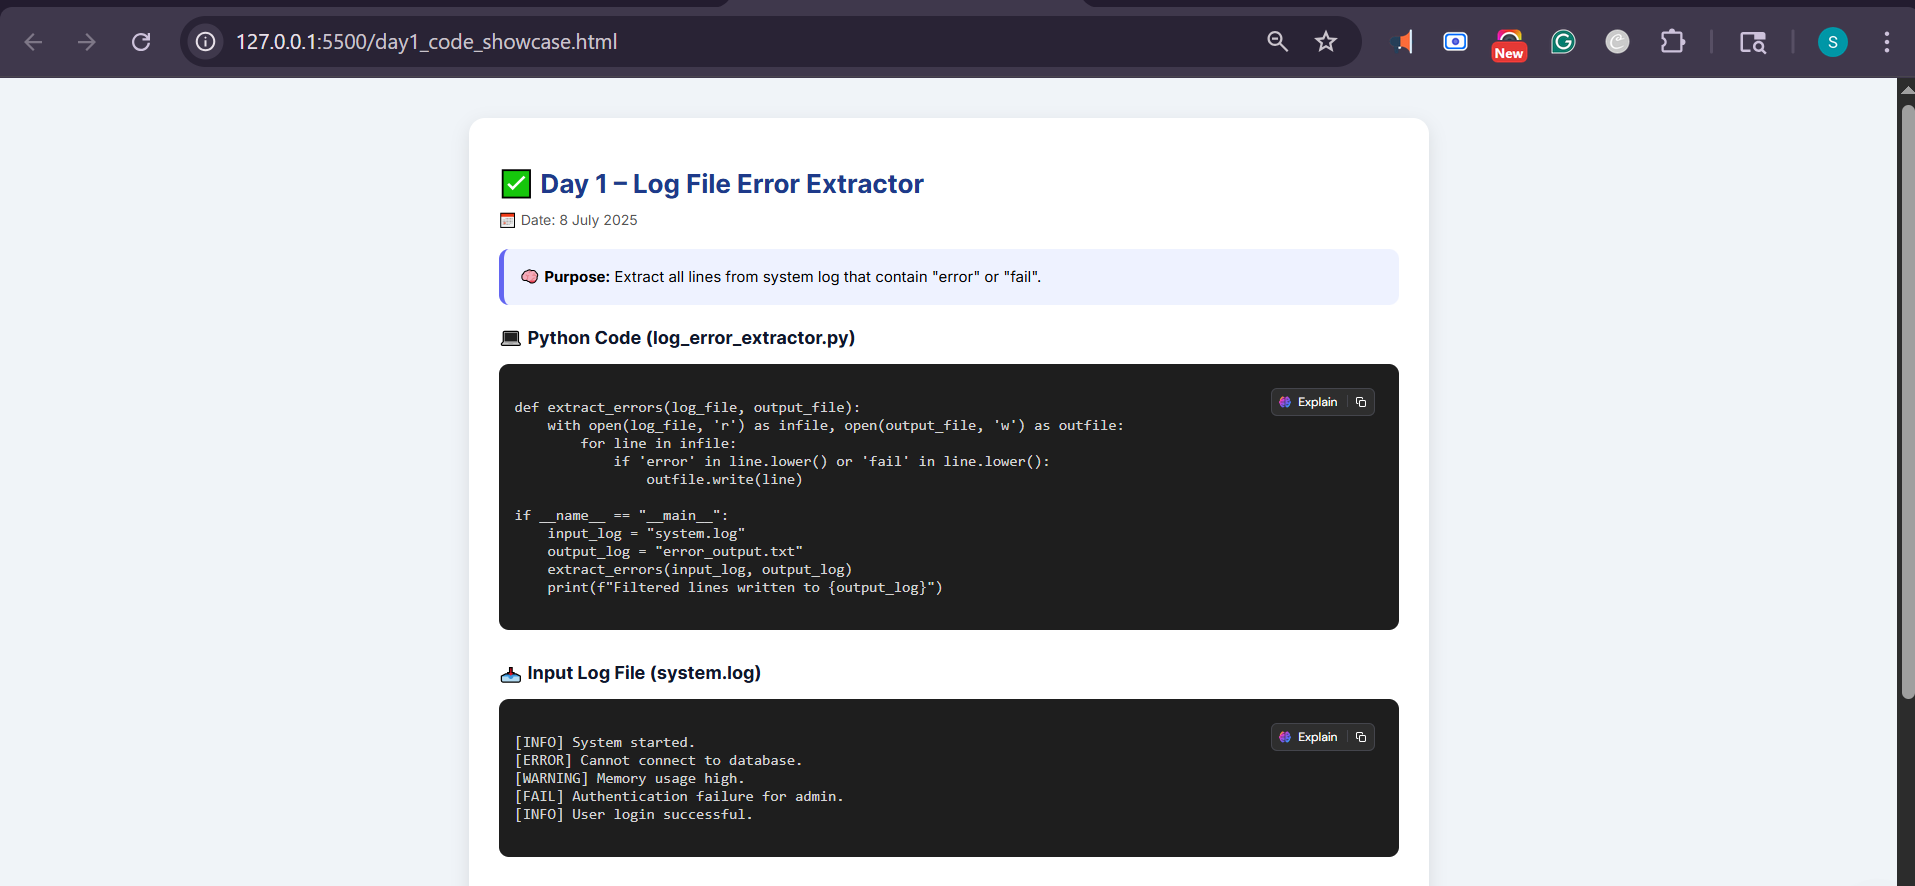 127.0.0.1:5500/day1_code_showcase.html
New
S
Day 1 – Log File Error Extractor
Date: 8 July 2025
Purpose: Extract all lines from system log that contain "error" or "fail".
Python Code (log_error_extractor.py)
Explain
def extract_errors(log_file, output_file):
    with open(log_file, 'r') as infile, open(output_file, 'w') as outfile:
        for line in infile:
            if 'error' in line.lower() or 'fail' in line.lower():
                outfile.write(line)

if __name__ == "__main__":
    input_log = "system.log"
    output_log = "error_output.txt"
    extract_errors(input_log, output_log)
    print(f"Filtered lines written to {output_log}")
Input Log File (system.log)
Explain
[INFO] System started.
[ERROR] Cannot connect to database.
[WARNING] Memory usage high.
[FAIL] Authentication failure for admin.
[INFO] User login successful.